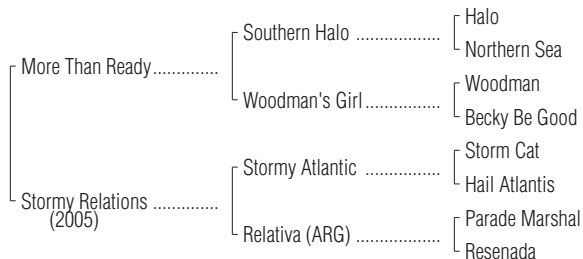 Halo
Southern Halo ..................
Northern Sea
More Than Ready..............
Woodman
Woodman's Girl................
Becky Be Good
Storm Cat
Stormy Atlantic ................
Hail Atlantis
Stormy Relations ..............
(2005)
Parade Marshal
Relativa (ARG) ..................
Resenada